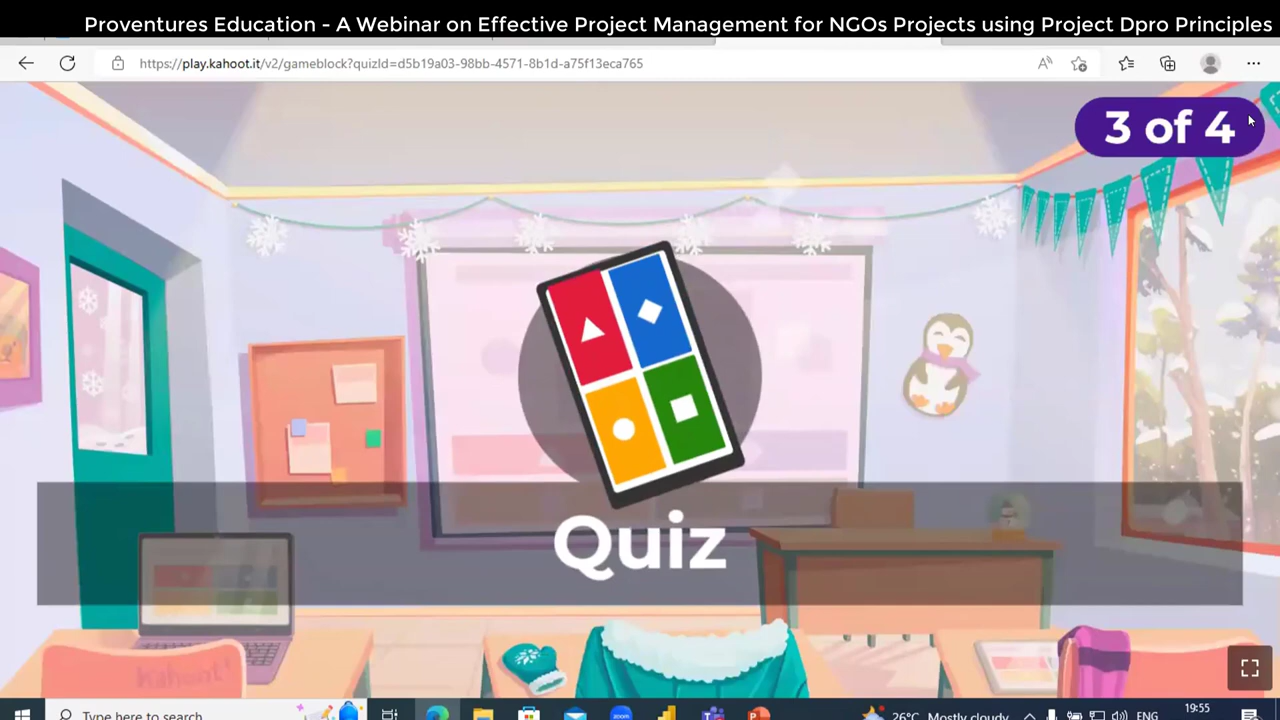 Proventures Education - A Webinar on Effective Project Management for NGOs Projects using Project Dpro Principles
https://play.kahoot.it/v2/gameblock?quizId=d5b19a03-98bb-4571-8b1d-a75f13eca765
3 of 4
Quiz
Kahoot!
Type here to search
zoom
26°C Mostly cloudy
ENG
19:55